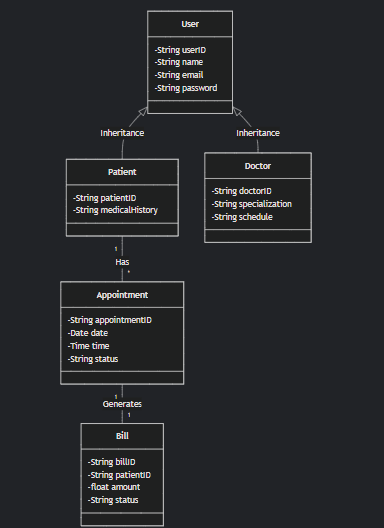 User
-String userID
-String name
-String email
-String password
Inheritance
Inheritance
Patient
-String patientID
-String medicalHistory
Doctor
-String doctorID
-String specialization
-String schedule
1
Has
*
Appointment
-String appointmentID
-Date date
-Time time
-String status
1
Generates
1
Bill
-String billID
-String patientID
-float amount
-String status